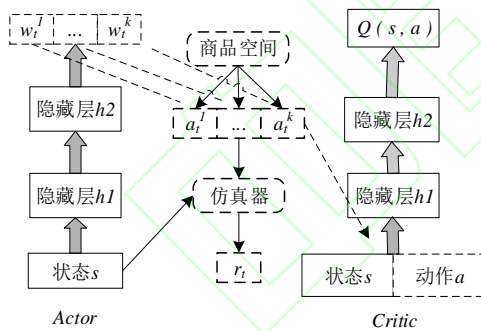 w_t^1 ... w_t^k
商品空间
Q(s,a)
隐藏层h2
a_t^1 ... a_t^k
隐藏层h2
隐藏层h1
仿真器
隐藏层h1
状态s
r_t
状态s 动作a
Actor
Critic